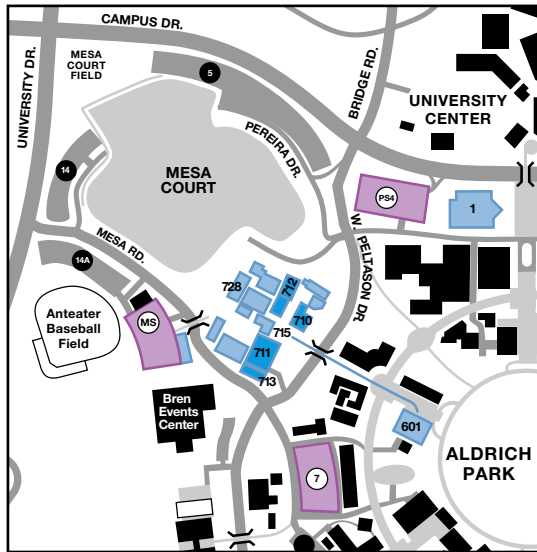 CAMPUS DR.
UNIVERSITY DR.
MESA
COURT FIELD
5
BRIDGE RD.
UNIVERSITY
CENTER
PEREIRA DR.
14
MESA
COURT
PS4
1
MESA RD.
W. PELTASON DR.
14A
728
712
Anteater
Baseball
Field
MS
710
715
711
713
Bren
Events
Center
601
ALDRICH
PARK
7